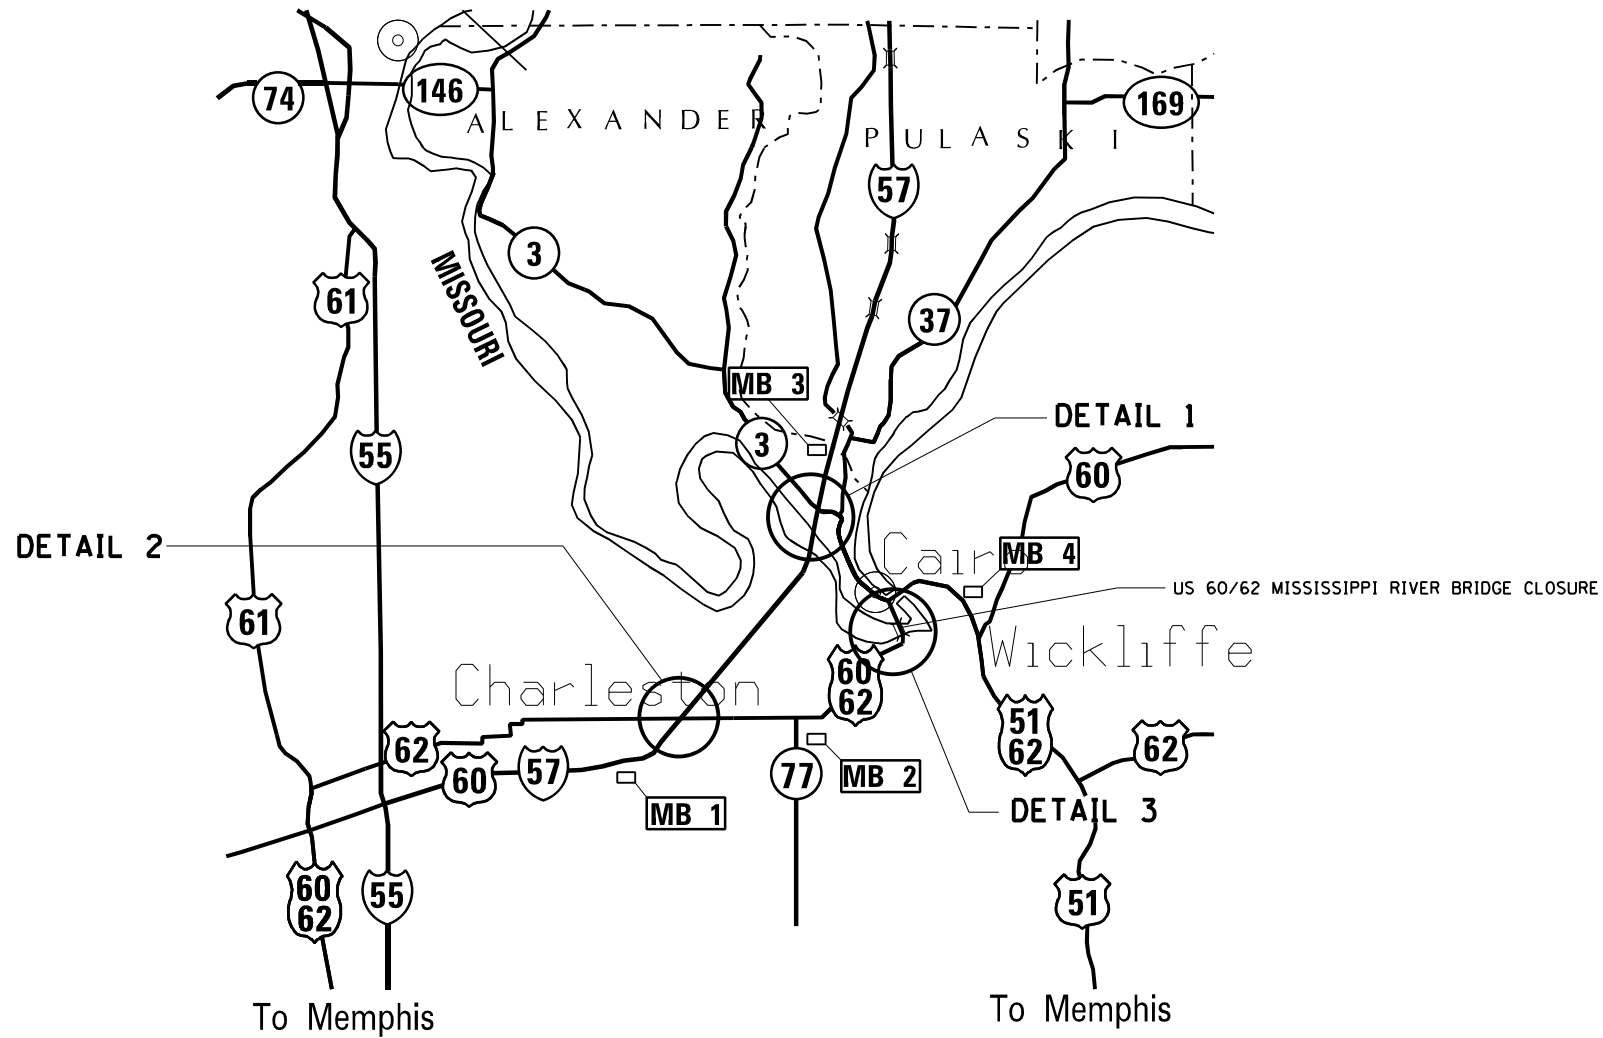 74
146
169
ALEXANDER
PULASKI
57
3
MISSOURI
61
37
MB 3
DETAIL 1
3
55
60
DETAIL 2
Cairo
MB 4
US 60/62 MISSISSIPPI RIVER BRIDGE CLOSURE
61
Wickliffe
Charleston
60
62
51
62
62
62
60
57
77
MB 2
MB 1
DETAIL 3
60
62
55
51
To Memphis
To Memphis